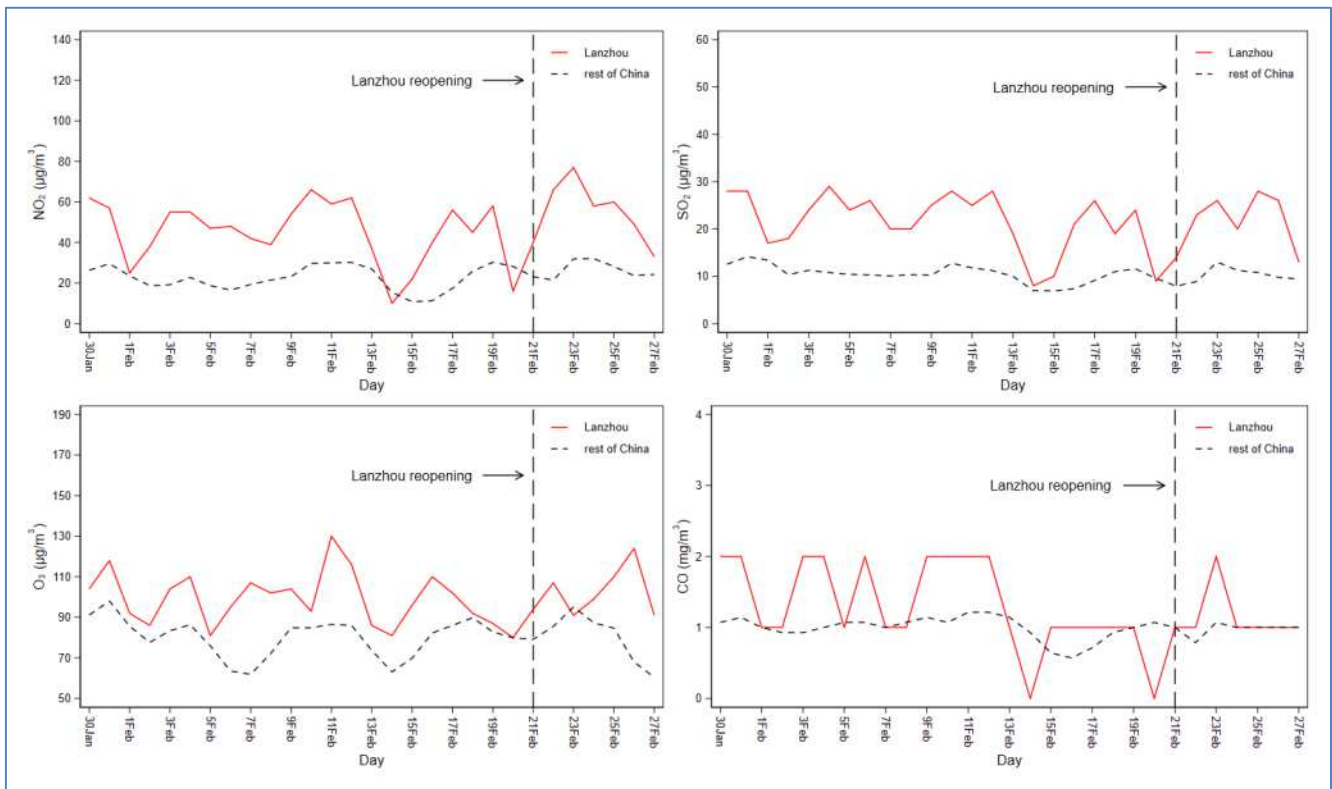 140
120
100
80
60
40
20
0
NO₂ (µg/m³)
Lanzhou
rest of China
Lanzhou reopening
30Jan
1Feb
3Feb
5Feb
7Feb
9Feb
11Feb
13Feb
15Feb
17Feb
19Feb
21Feb
23Feb
25Feb
27Feb
Day
60
50
40
30
20
10
0
SO₂ (µg/m³)
Lanzhou
rest of China
Lanzhou reopening
30Jan
1Feb
3Feb
5Feb
7Feb
9Feb
11Feb
13Feb
15Feb
17Feb
19Feb
21Feb
23Feb
25Feb
27Feb
Day
190
170
150
130
110
90
70
50
O₃ (µg/m³)
Lanzhou
rest of China
Lanzhou reopening
30Jan
1Feb
3Feb
5Feb
7Feb
9Feb
11Feb
13Feb
15Feb
17Feb
19Feb
21Feb
23Feb
25Feb
27Feb
Day
4
3
2
1
0
CO (mg/m³)
Lanzhou
rest of China
Lanzhou reopening
30Jan
1Feb
3Feb
5Feb
7Feb
9Feb
11Feb
13Feb
15Feb
17Feb
19Feb
21Feb
23Feb
25Feb
27Feb
Day